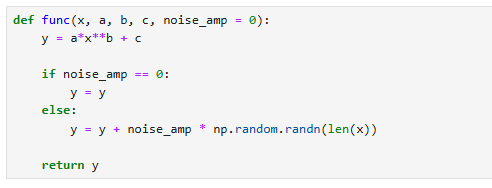 def func(x, a, b, c, noise_amp = 0):
    y = a*x**b + c

    if noise_amp == 0:
        y = y
    else:
        y = y + noise_amp * np.random.randn(len(x))

    return y